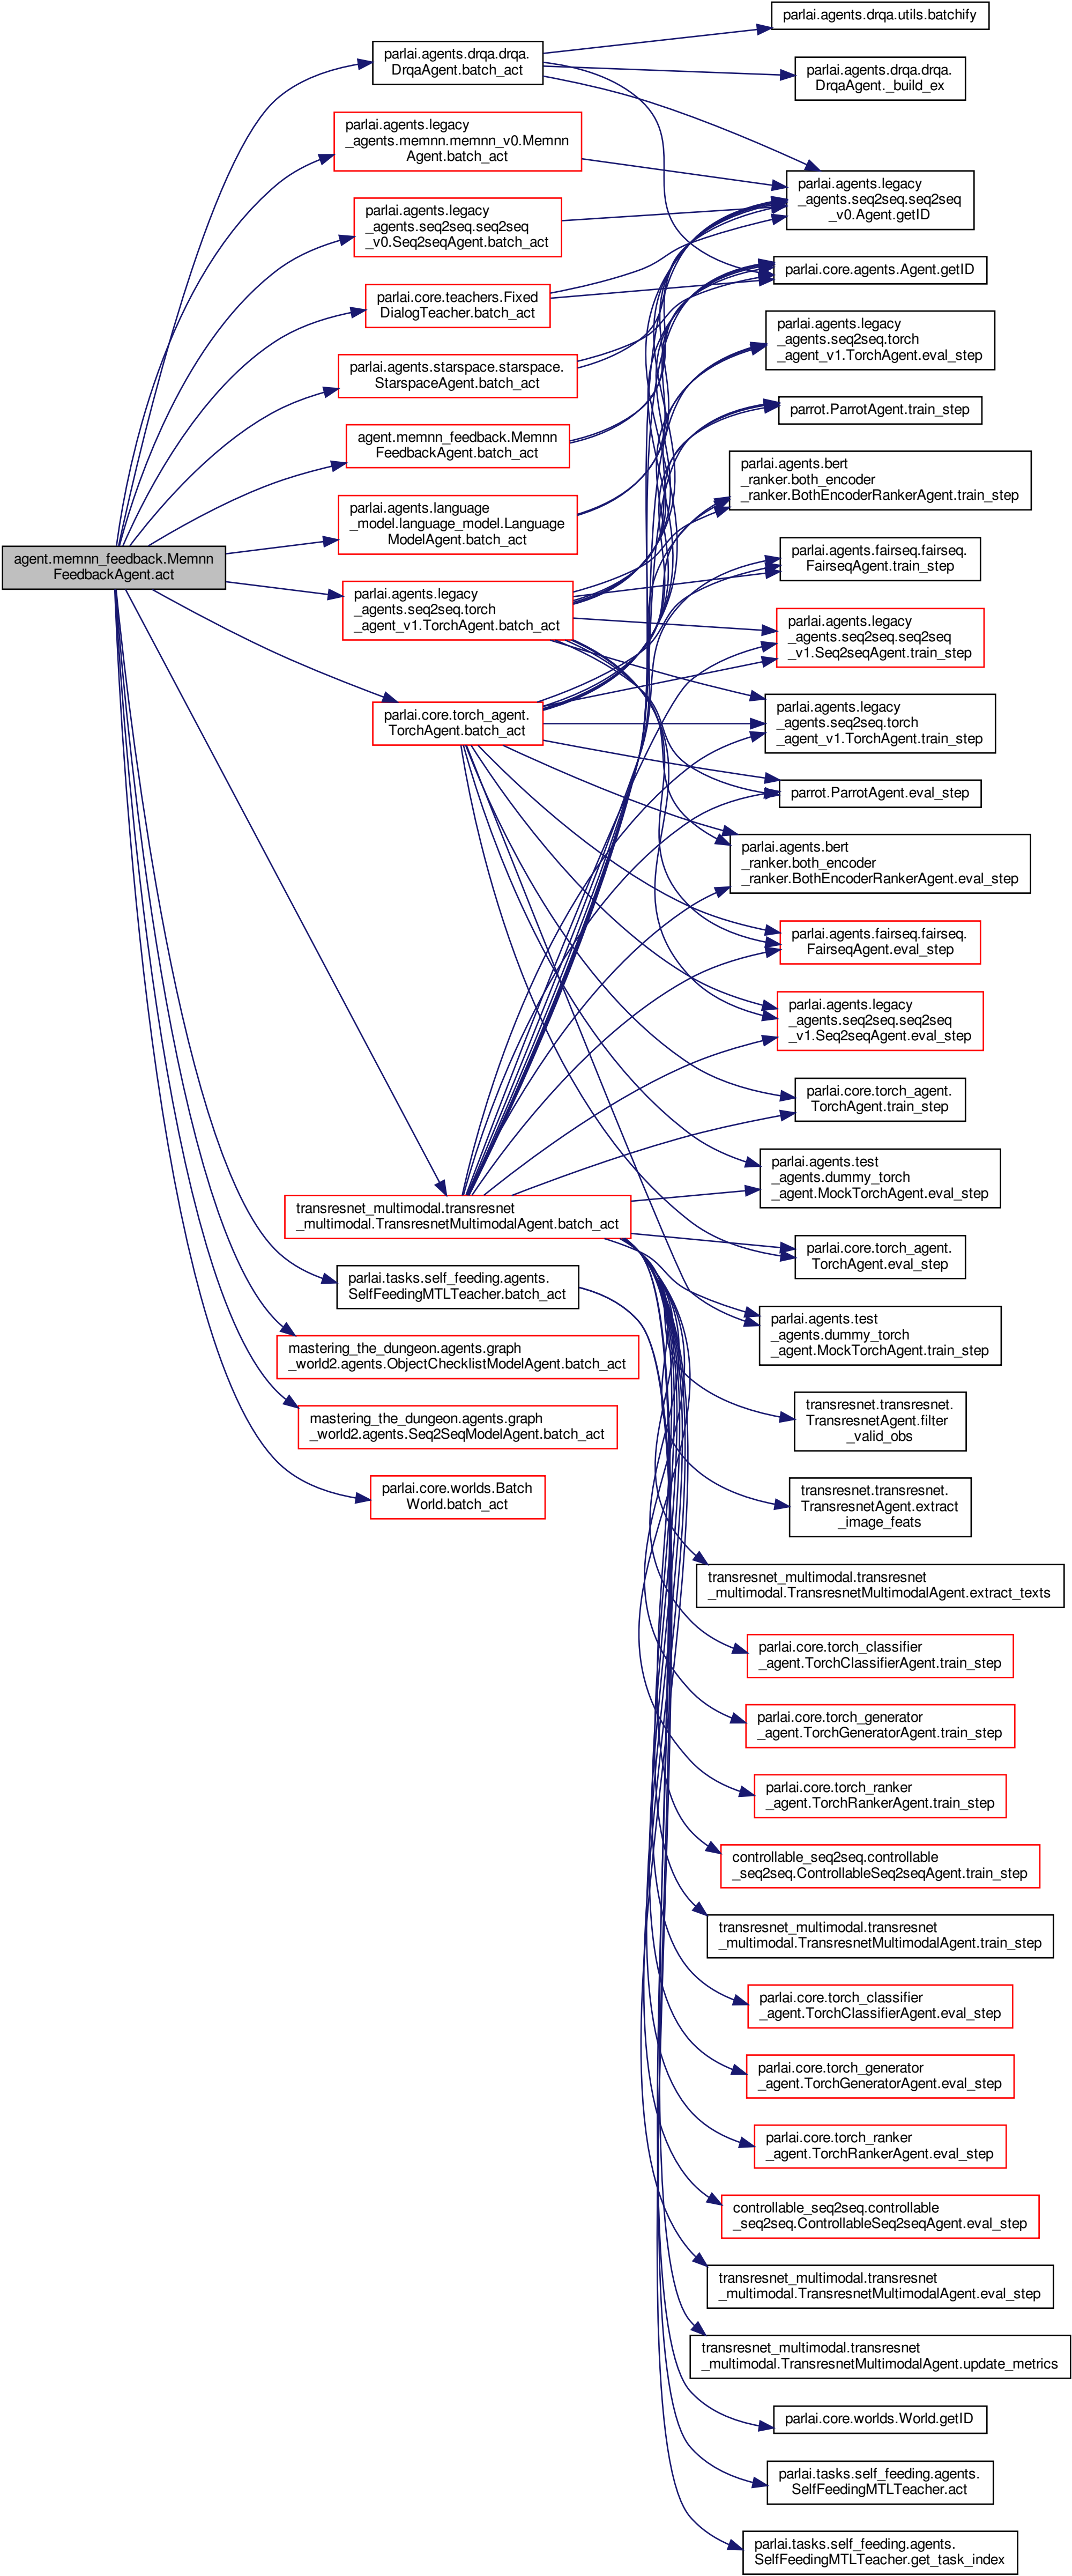 agent.memnn_feedback.Memnn
FeedbackAgent.act
parlai.agents.drqa.drqa.
DrqaAgent.batch_act
parlai.agents.legacy
_agents.memnn.memnn_v0.Memnn
Agent.batch_act
parlai.agents.legacy
_agents.seq2seq.seq2seq
_v0.Seq2seqAgent.batch_act
parlai.core.teachers.Fixed
DialogTeacher.batch_act
parlai.agents.starspace.starspace.
StarspaceAgent.batch_act
agent.memnn_feedback.Memnn
FeedbackAgent.batch_act
parlai.agents.language
_model.language_model.Language
ModelAgent.batch_act
parlai.agents.legacy
_agents.seq2seq.torch
_agent_v1.TorchAgent.batch_act
parlai.core.torch_agent.
TorchAgent.batch_act
transresnet_multimodal.transresnet
_multimodal.TransresnetMultimodalAgent.batch_act
parlai.tasks.self_feeding.agents.
SelfFeedingMTLTeacher.batch_act
mastering_the_dungeon.agents.graph
_world2.agents.ObjectChecklistModelAgent.batch_act
mastering_the_dungeon.agents.graph
_world2.agents.Seq2SeqModelAgent.batch_act
parlai.core.worlds.Batch
World.batch_act
parlai.agents.drqa.utils.batchify
parlai.agents.drqa.drqa.
DrqaAgent._build_ex
parlai.agents.legacy
_agents.seq2seq.seq2seq
_v0.Agent.getID
parlai.core.agents.Agent.getID
parlai.agents.legacy
_agents.seq2seq.torch
_agent_v1.TorchAgent.eval_step
parrot.ParrotAgent.train_step
parlai.agents.bert
_ranker.both_encoder
_ranker.BothEncoderRankerAgent.train_step
parlai.agents.fairseq.fairseq.
FairseqAgent.train_step
parlai.agents.legacy
_agents.seq2seq.seq2seq
_v1.Seq2seqAgent.train_step
parlai.agents.legacy
_agents.seq2seq.torch
_agent_v1.TorchAgent.train_step
parrot.ParrotAgent.eval_step
parlai.agents.bert
_ranker.both_encoder
_ranker.BothEncoderRankerAgent.eval_step
parlai.agents.fairseq.fairseq.
FairseqAgent.eval_step
parlai.agents.legacy
_agents.seq2seq.seq2seq
_v1.Seq2seqAgent.eval_step
parlai.core.torch_agent.
TorchAgent.train_step
parlai.agents.test
_agents.dummy_torch
_agent.MockTorchAgent.eval_step
parlai.core.torch_agent.
TorchAgent.eval_step
parlai.agents.test
_agents.dummy_torch
_agent.MockTorchAgent.train_step
transresnet.transresnet.
TransresnetAgent.filter
_valid_obs
transresnet.transresnet.
TransresnetAgent.extract
_image_feats
transresnet_multimodal.transresnet
_multimodal.TransresnetMultimodalAgent.extract_texts
parlai.core.torch_classifier
_agent.TorchClassifierAgent.train_step
parlai.core.torch_generator
_agent.TorchGeneratorAgent.train_step
parlai.core.torch_ranker
_agent.TorchRankerAgent.train_step
controllable_seq2seq.controllable
_seq2seq.ControllableSeq2seqAgent.train_step
transresnet_multimodal.transresnet
_multimodal.TransresnetMultimodalAgent.train_step
parlai.core.torch_classifier
_agent.TorchClassifierAgent.eval_step
parlai.core.torch_generator
_agent.TorchGeneratorAgent.eval_step
parlai.core.torch_ranker
_agent.TorchRankerAgent.eval_step
controllable_seq2seq.controllable
_seq2seq.ControllableSeq2seqAgent.eval_step
transresnet_multimodal.transresnet
_multimodal.TransresnetMultimodalAgent.eval_step
transresnet_multimodal.transresnet
_multimodal.TransresnetMultimodalAgent.update_metrics
parlai.core.worlds.World.getID
parlai.tasks.self_feeding.agents.
SelfFeedingMTLTeacher.act
parlai.tasks.self_feeding.agents.
SelfFeedingMTLTeacher.get_task_index